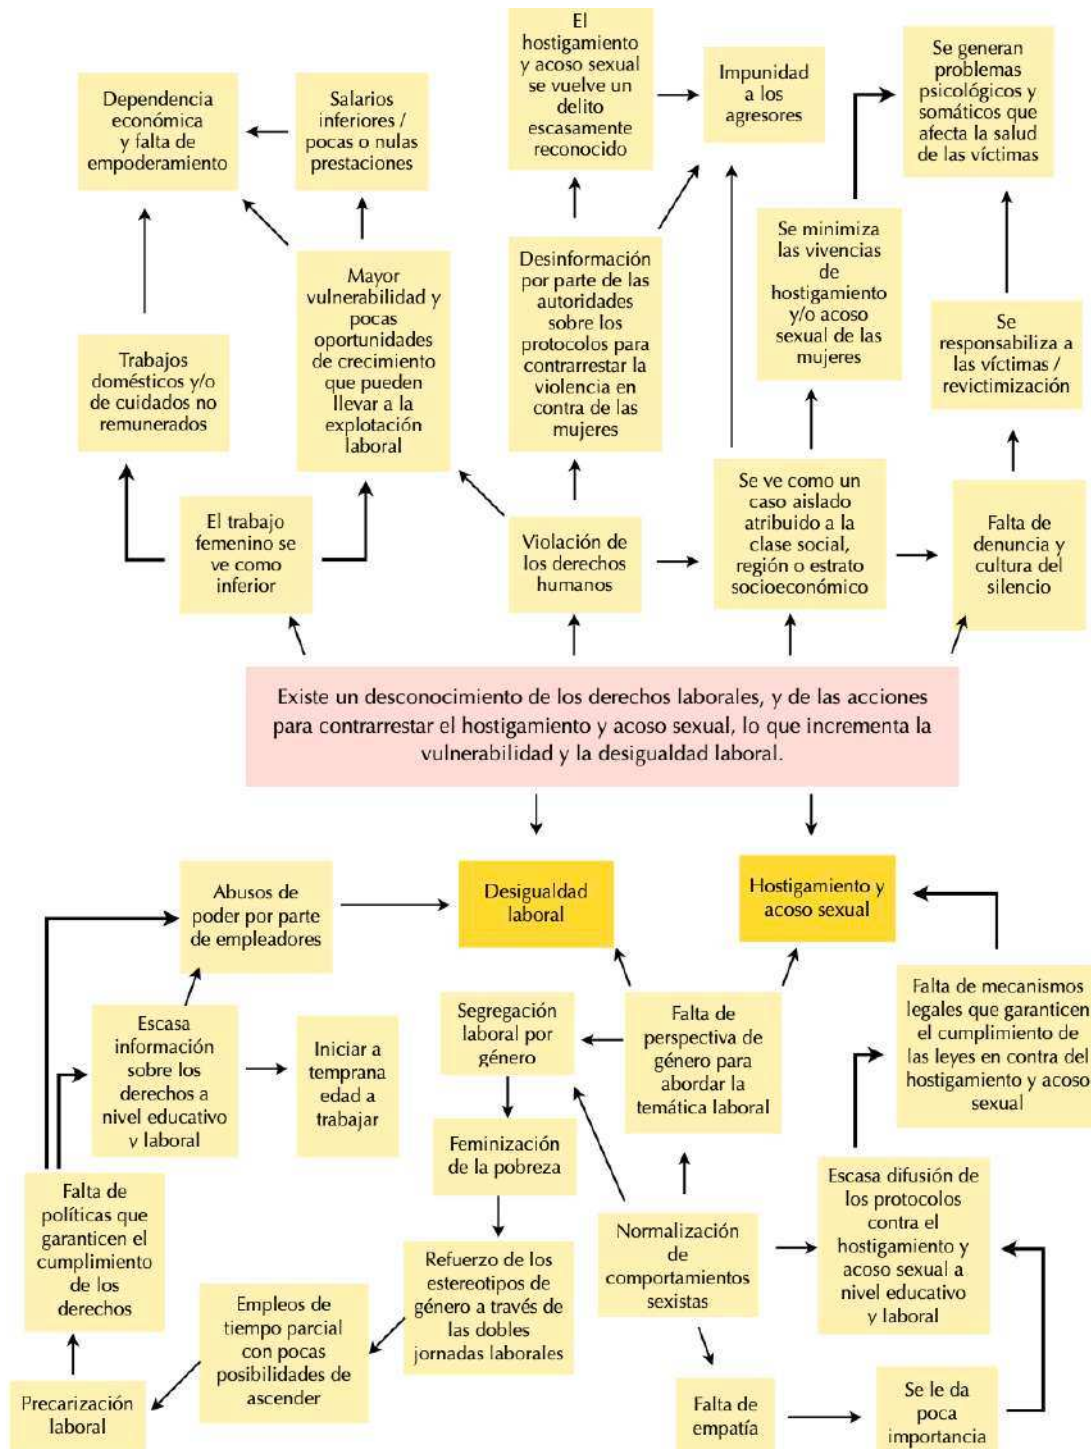 El
hostigamiento
y acoso sexual
se vuelve un
delito
escasamente
reconocido
Impunidad
a los
agresores
Se generan
problemas
psicológicos y
somáticos que
afecta la salud
de las víctimas
Dependencia
económica
y falta de
empoderamiento
Salarios
inferiores /
pocas o nulas
prestaciones
Mayor
vulnerabilidad y
pocas
oportunidades
de crecimiento
que pueden
llevar a la
explotación
laboral
Desinformación
por parte de las
autoridades
sobre los
protocolos para
contrarrestar la
violencia en
contra de las
mujeres
Se minimiza
las vivencias
de
hostigamiento
y/o acoso
sexual de las
mujeres
Se
responsabiliza a
las víctimas /
revictimización
Trabajos
domésticos y/o
de cuidados no
remunerados
El trabajo
femenino se
ve como
inferior
Violación de
los derechos
humanos
Se ve como un
caso aislado
atribuido a la
clase social,
región o estrato
socioeconómico
Falta de
denuncia y
cultura del
silencio
Existe un desconocimiento de los derechos laborales, y de las acciones
para contrarrestar el hostigamiento y acoso sexual, lo que incrementa la
vulnerabilidad y la desigualdad laboral.
Abusos de
poder por parte
de empleadores
Desigualdad
laboral
Hostigamiento y
acoso sexual
Escasa
información
sobre los
derechos a
nivel educativo
y laboral
Iniciar a
temprana
edad a
trabajar
Segregación
laboral por
género
Falta de
perspectiva de
género para
abordar la
temática laboral
Falta de mecanismos
legales que garanticen
el cumplimiento de
las leyes en contra del
hostigamiento y acoso
sexual
Feminización
de la pobreza
Falta de
políticas que
garanticen el
cumplimiento
de los
derechos
Refuerzo de los
estereotipos de
género a través de
las dobles
jornadas laborales
Normalización
de
comportamientos
sexistas
Escasa difusión de
los protocolos
contra el
hostigamiento y
acoso sexual a
nivel educativo
y laboral
Empleos de
tiempo parcial
con pocas
posibilidades de
ascender
Precarización
laboral
Falta de
empatía
Se le da
poca
importancia